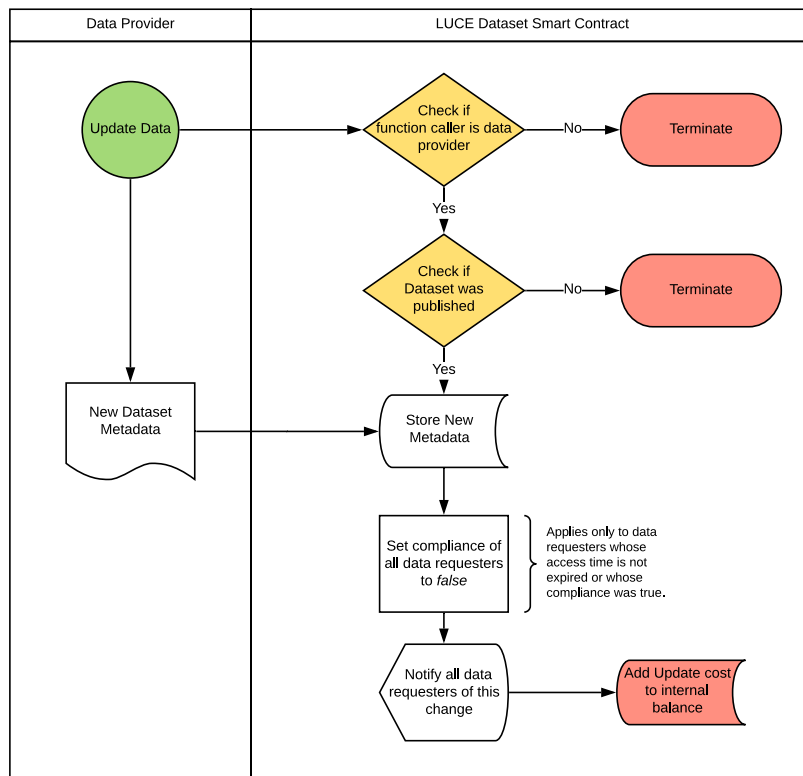 Data Provider
LUCE Dataset Smart Contract
Update Data
Check if
function caller is data
provider
No
Terminate
Yes
Check if
Dataset was
published
No
Terminate
Yes
New Dataset
Metadata
Store New
Metadata
Set compliance of
all data requesters
to false
Applies only to data
requesters whose
access time is not
expired or whose
compliance was true.
Notify all data
requesters of this
change
Add Update cost
to internal
balance